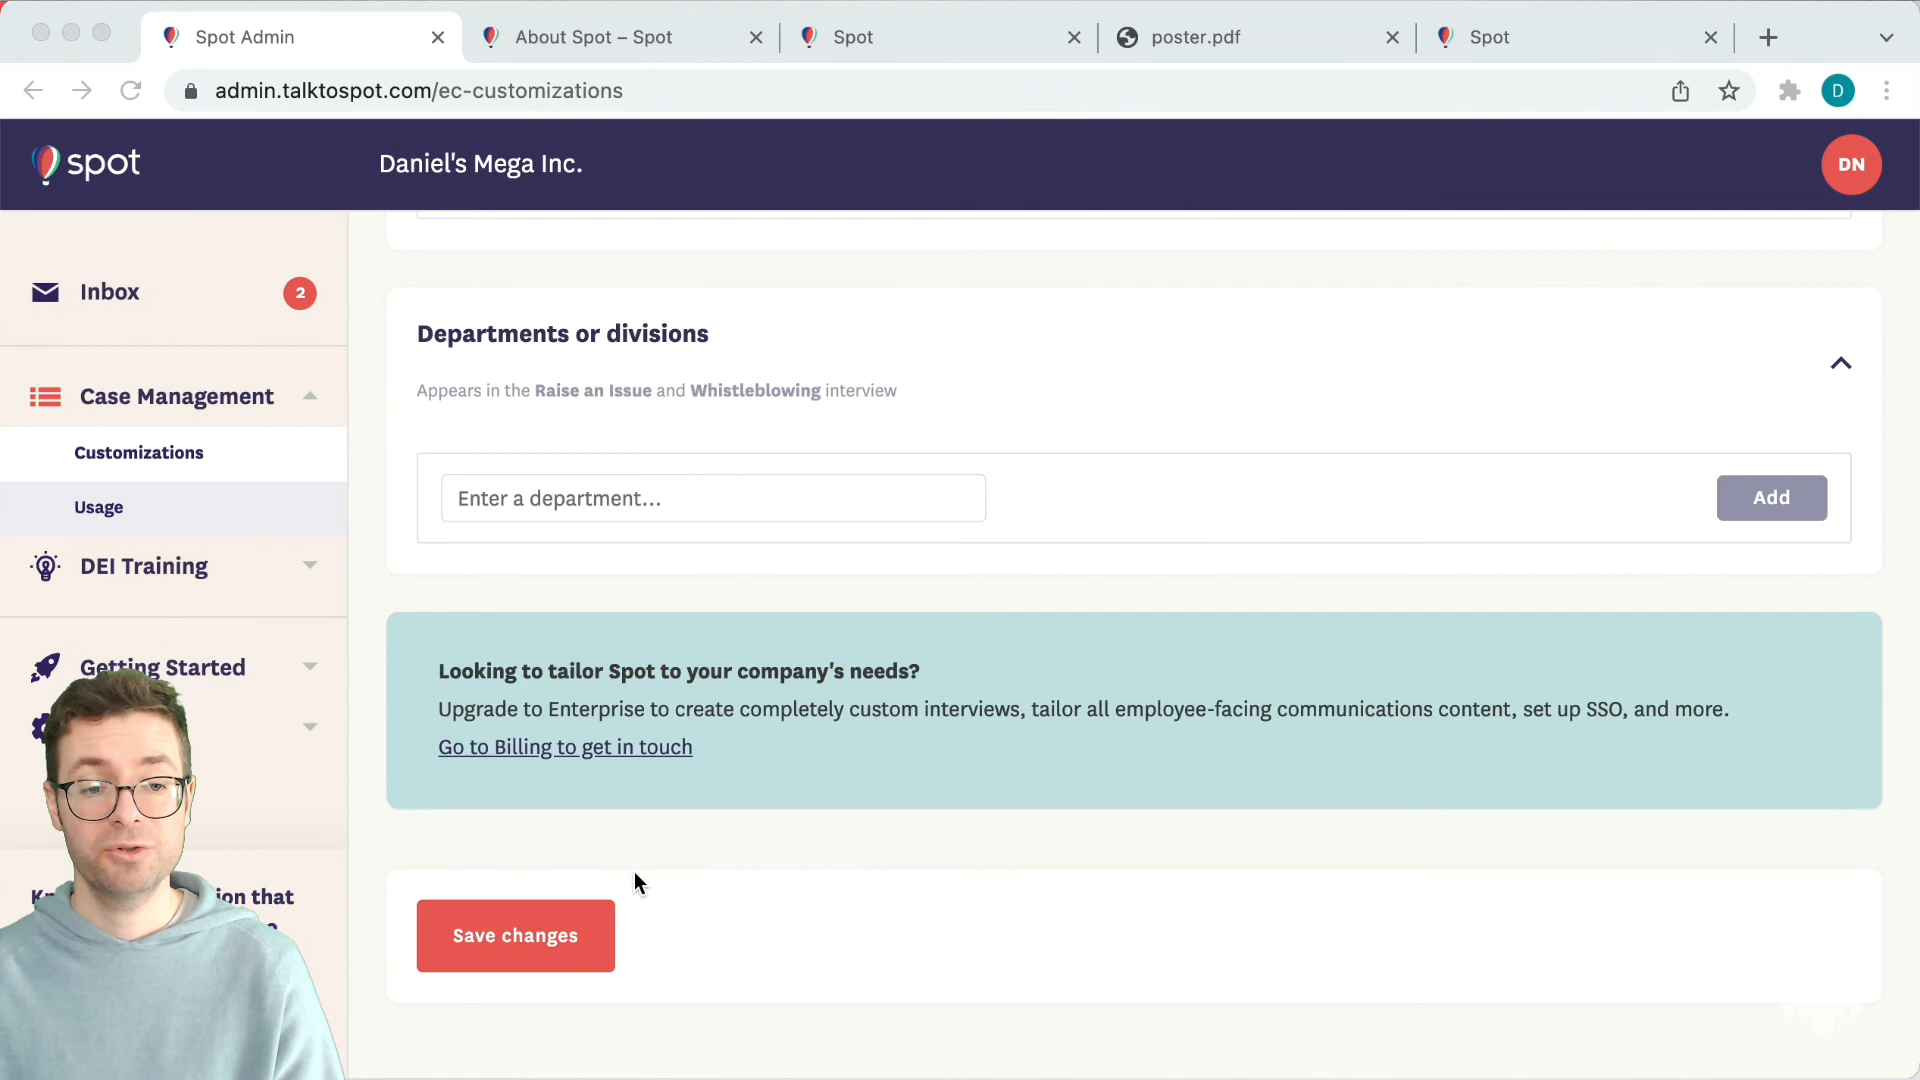 Spot Admin
About Spot – Spot
Spot
poster.pdf
Spot
admin.talktospot.com/ec-customizations
D
spot
Daniel's Mega Inc.
DN
Inbox
2
Case Management
Customizations
Usage
DEI Training
Getting Started
Departments or divisions
Appears in the Raise an Issue and Whistleblowing interview
Enter a department...
Add
Looking to tailor Spot to your company's needs?
Upgrade to Enterprise to create completely custom interviews, tailor all employee-facing communications content, set up SSO, and more.
Go to Billing to get in touch
that
Save changes